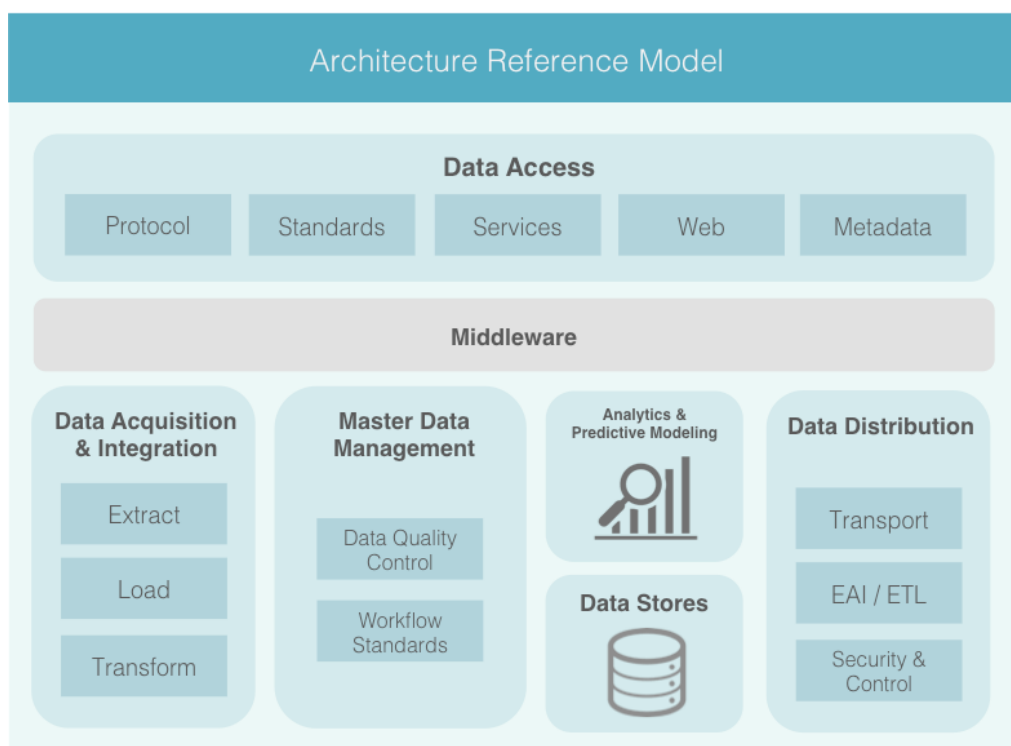 Architecture Reference Model
Data Access
Protocol
Standards
Services
Web
Metadata
Middleware
Data Acquisition
& Integration
Extract
Load
Transform
Master Data
Management
Data Quality
Control
Workflow
Standards
Analytics &
Predictive Modeling
Data Stores
Data Distribution
Transport
EAI / ETL
Security &
Control